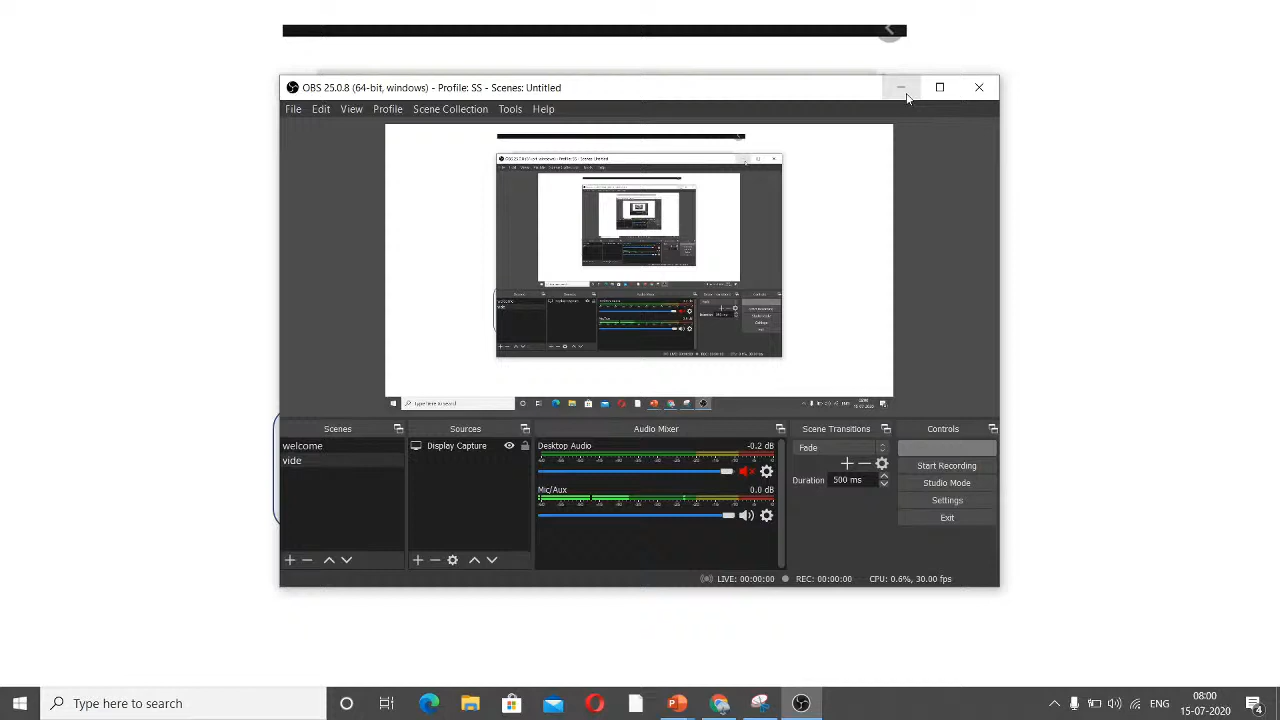 OBS 25.0.8 (64-bit, windows) - Profile: SS - Scenes: Untitled
File Edit View Profile Scene Collection Tools Help
Scenes
welcome
vide
Sources
Display Capture
Audio Mixer
Desktop Audio -0.2 dB
Mic/Aux 0.0 dB
Scene Transitions
Fade
Duration 500 ms
Controls
Start Recording
Studio Mode
Settings
Exit
LIVE: 00:00:00 REC: 00:00:00 CPU: 0.6%, 30.00 fps
Type here to search
ENG
08:00
15-07-2020
4